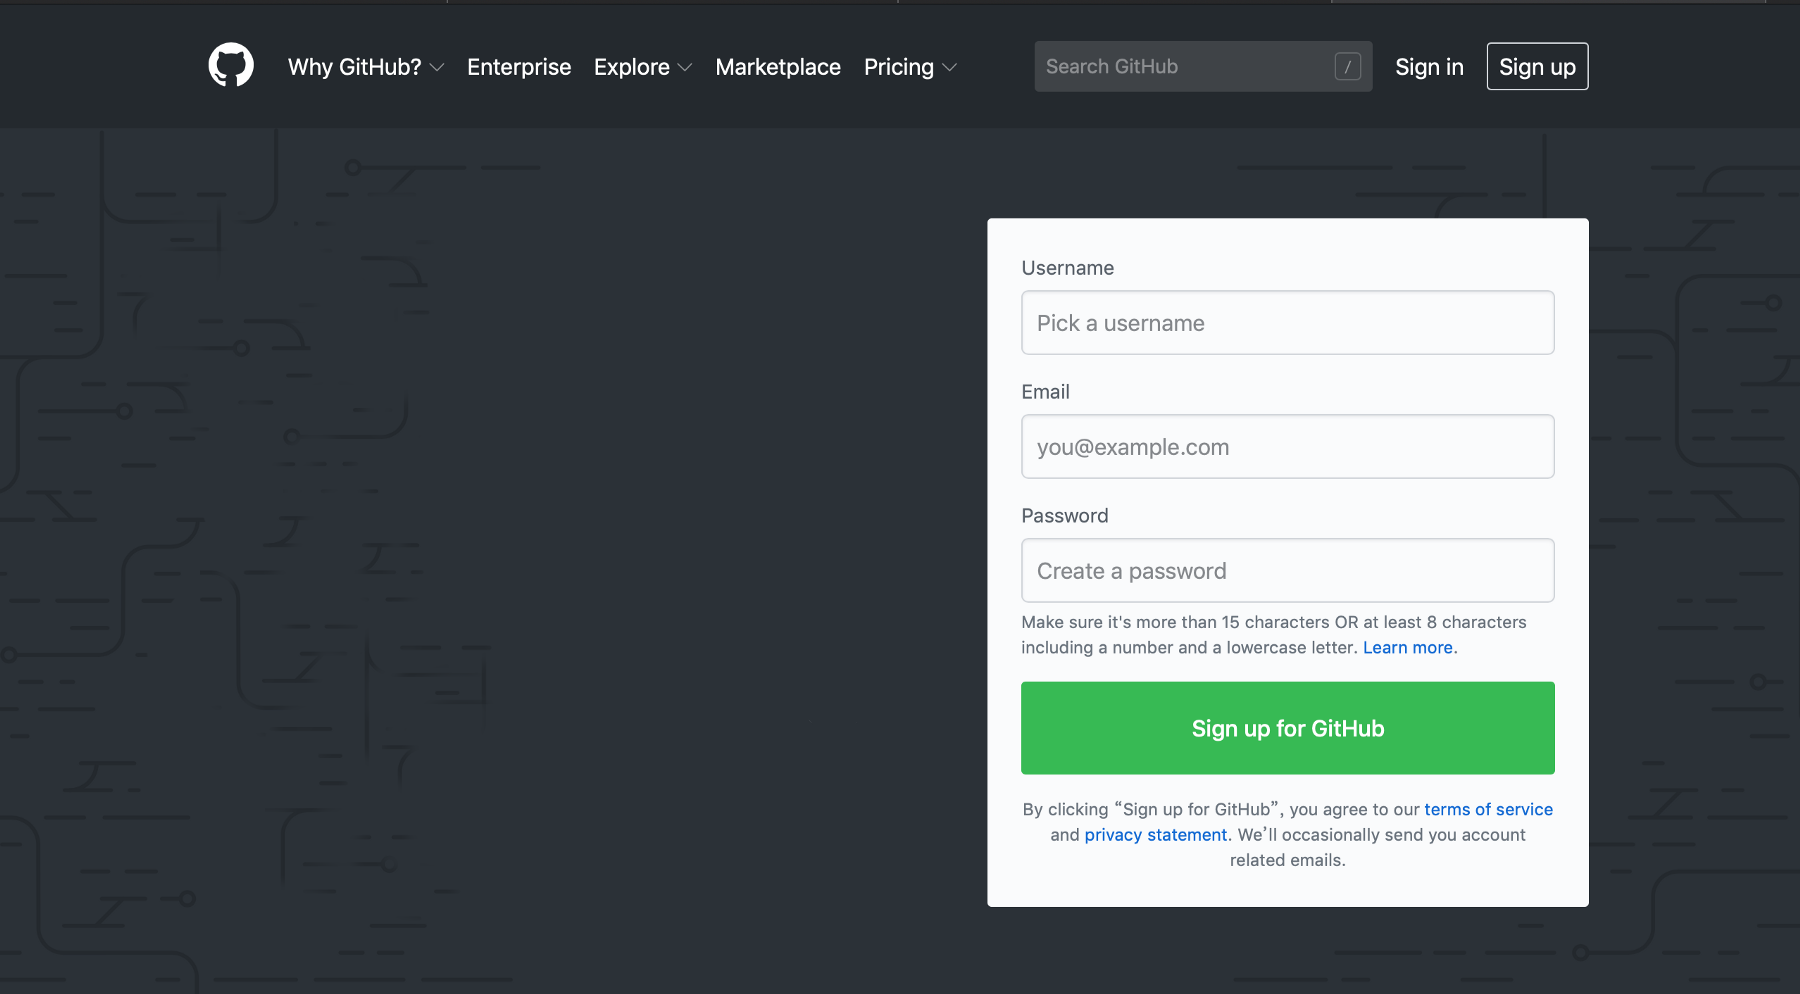 Why GitHub? Enterprise Explore Marketplace Pricing Search GitHub / Sign in Sign up
Username
Pick a username
Email
you@example.com
Password
Create a password
Make sure it's more than 15 characters OR at least 8 characters
including a number and a lowercase letter. Learn more.
Sign up for GitHub
By clicking “Sign up for GitHub”, you agree to our terms of service
and privacy statement. We’ll occasionally send you account
related emails.